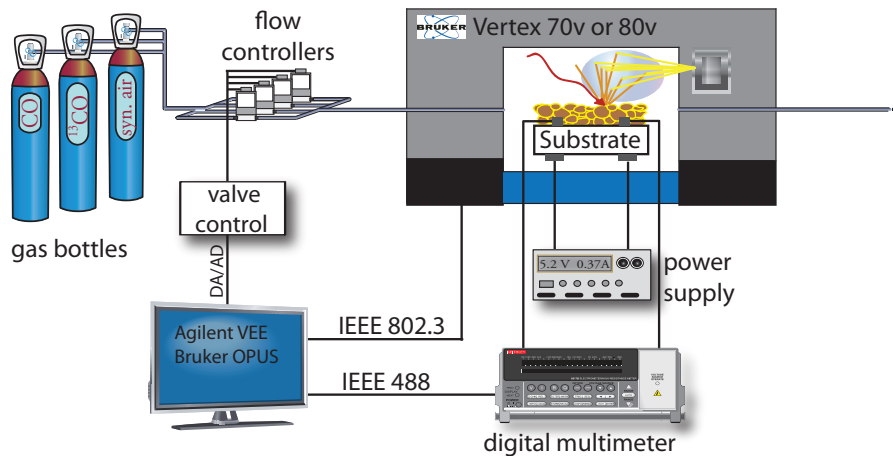 flow
controllers
BRUKER
Vertex 70v or 80v
CO
¹³CO
syn. air
Substrate
valve
control
gas bottles
DA/AD
5.2 V 0.37A
power
supply
Agilent VEE
Bruker OPUS
IEEE 802.3
IEEE 488
digital multimeter